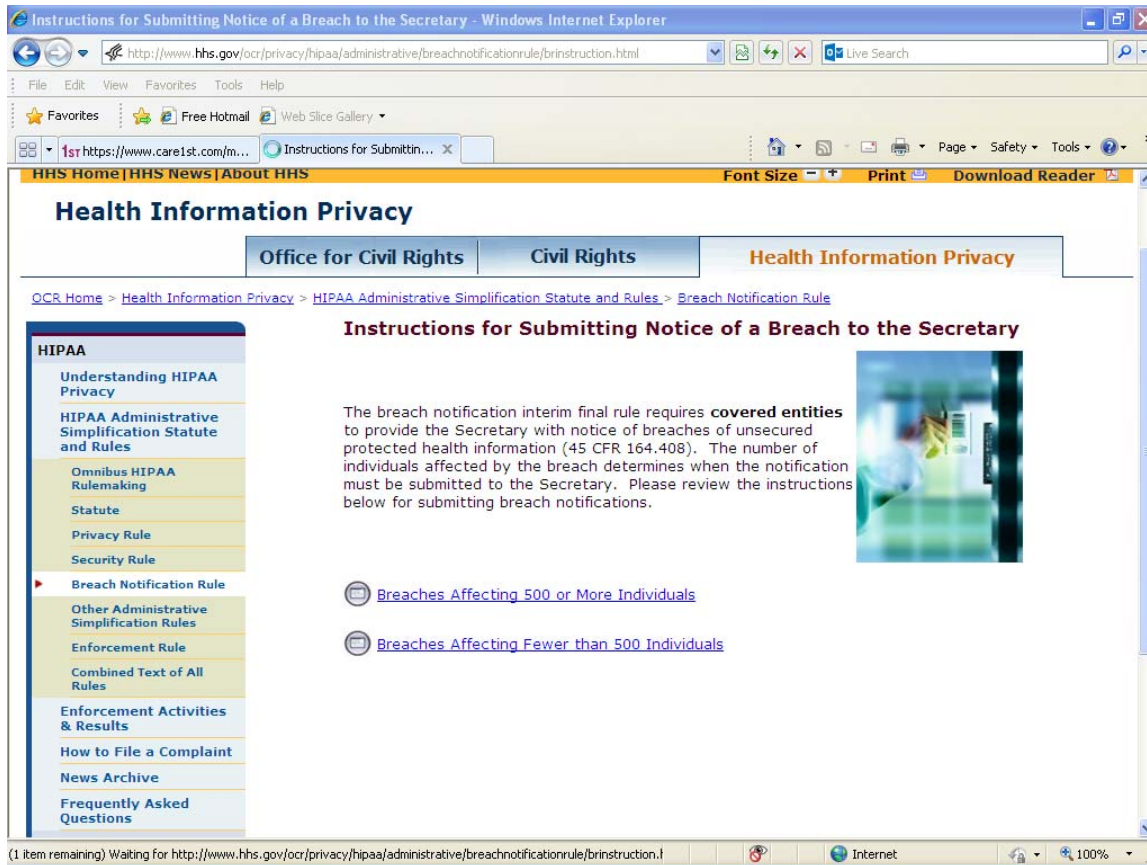 Instructions for Submitting Notice of a Breach to the Secretary - Windows Internet Explorer
http://www.hhs.gov/ocr/privacy/hipaa/administrative/breachnotificationrule/brinstruction.html
Live Search
File Edit View Favorites Tools Help
Favorites Free Hotmail Web Slice Gallery
1ST https://www.care1st.com/m... Instructions for Submittin... Page Safety Tools
HHS Home|HHS News|About HHS Font Size - + Print Download Reader
Health Information Privacy
Office for Civil Rights Civil Rights Health Information Privacy
OCR Home > Health Information Privacy > HIPAA Administrative Simplification Statute and Rules > Breach Notification Rule
Instructions for Submitting Notice of a Breach to the Secretary
HIPAA
Understanding HIPAA
Privacy
HIPAA Administrative
Simplification Statute
and Rules
Omnibus HIPAA
Rulemaking
Statute
Privacy Rule
Security Rule
Breach Notification Rule
Other Administrative
Simplification Rules
Enforcement Rule
Combined Text of All
Rules
Enforcement Activities
& Results
How to File a Complaint
News Archive
Frequently Asked
Questions
The breach notification interim final rule requires covered entities
to provide the Secretary with notice of breaches of unsecured
protected health information (45 CFR 164.408). The number of
individuals affected by the breach determines when the notification
must be submitted to the Secretary. Please review the instructions
below for submitting breach notifications.
Breaches Affecting 500 or More Individuals
Breaches Affecting Fewer than 500 Individuals
(1 item remaining) Waiting for http://www.hhs.gov/ocr/privacy/hipaa/administrative/breachnotificationrule/brinstruction.h Internet 100%